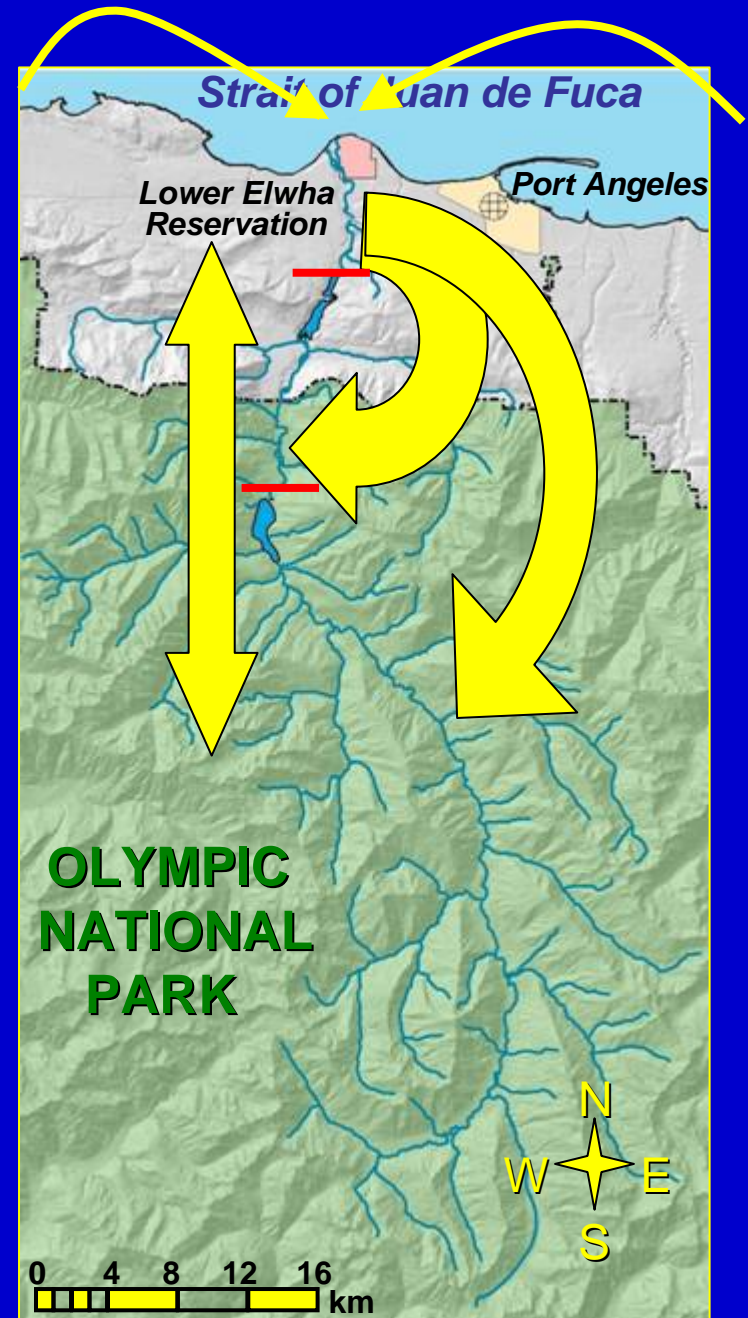 Strait of Juan de Fuca
Lower Elwha
Reservation
Port Angeles
OLYMPIC
NATIONAL
PARK
N
W E
S
0 4 8 12 16
km